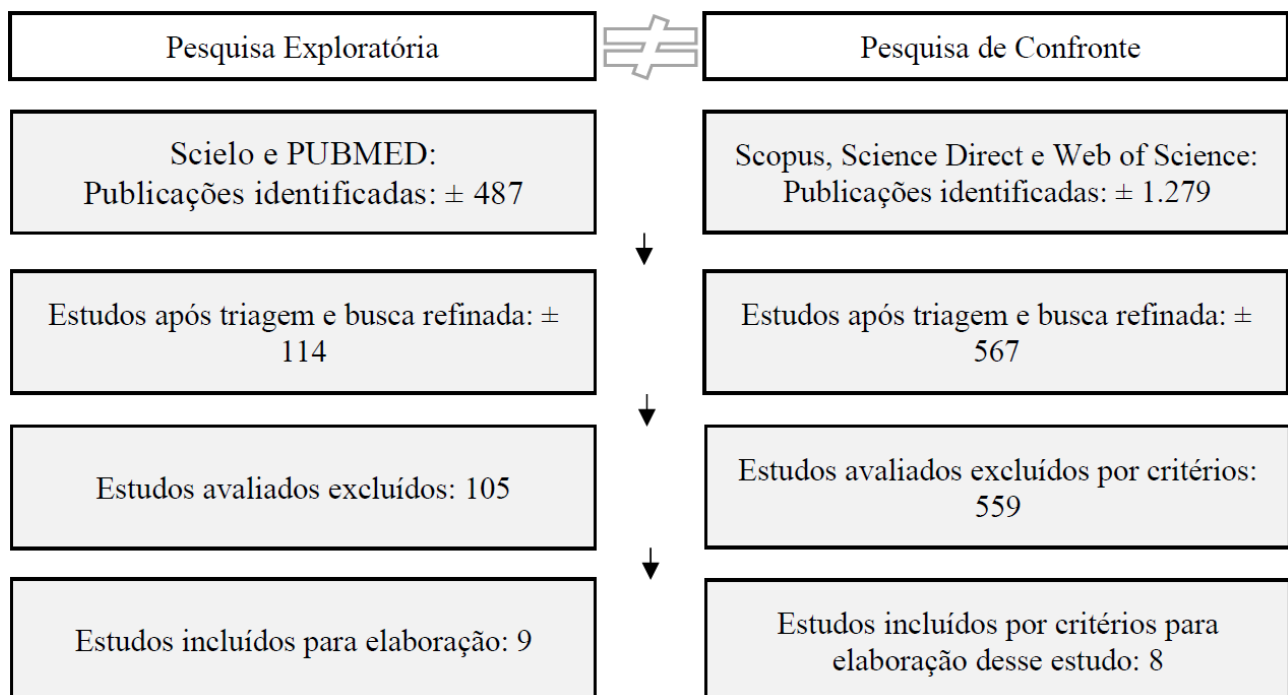 Pesquisa Exploratória
Pesquisa de Confronte
Scielo e PUBMED:
Publicações identificadas: ± 487
Scopus, Science Direct e Web of Science:
Publicações identificadas: ± 1.279
Estudos após triagem e busca refinada: ±
114
Estudos após triagem e busca refinada: ±
567
Estudos avaliados excluídos: 105
Estudos avaliados excluídos por critérios:
559
Estudos incluídos para elaboração: 9
Estudos incluídos por critérios para
elaboração desse estudo: 8